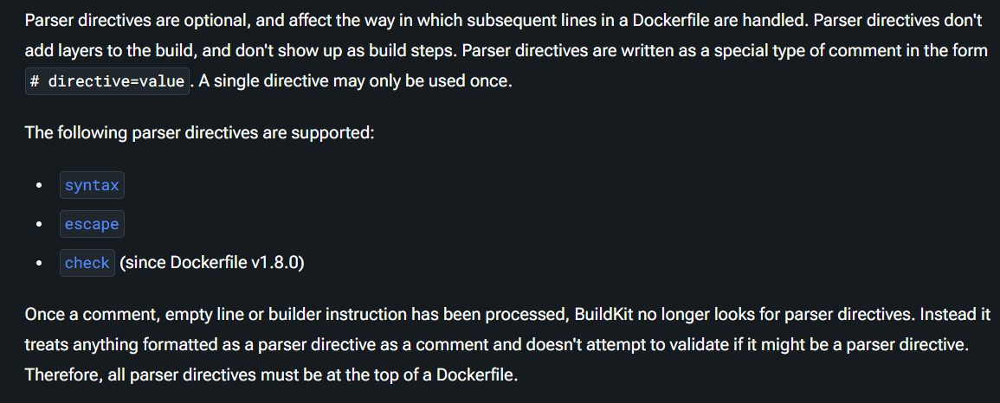 Parser directives are optional, and affect the way in which subsequent lines in a Dockerfile are handled. Parser directives don't
add layers to the build, and don't show up as build steps. Parser directives are written as a special type of comment in the form
# directive=value. A single directive may only be used once.
The following parser directives are supported:
• syntax
• escape
• check (since Dockerfile v1.8.0)
Once a comment, empty line or builder instruction has been processed, BuildKit no longer looks for parser directives. Instead it
treats anything formatted as a parser directive as a comment and doesn't attempt to validate if it might be a parser directive.
Therefore, all parser directives must be at the top of a Dockerfile.